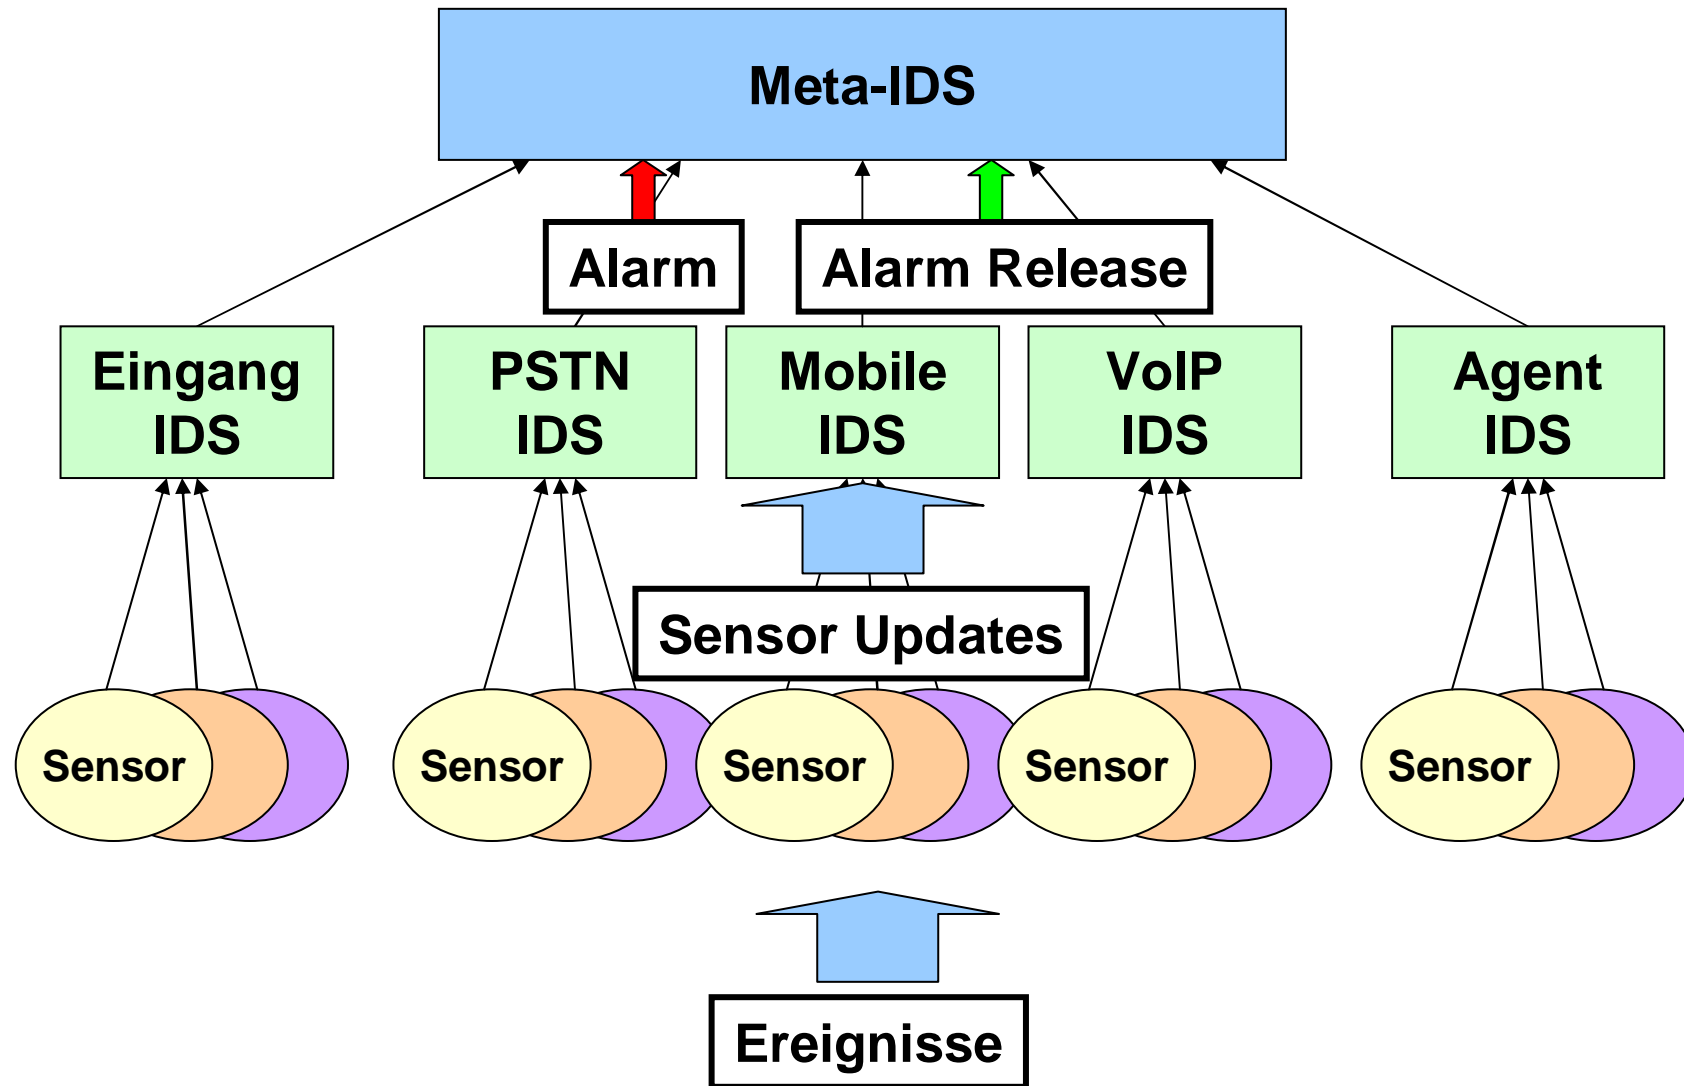 Meta-IDS
Alarm
Alarm Release
Eingang
IDS
PSTN
IDS
Mobile
IDS
VoIP
IDS
Agent
IDS
Sensor Updates
Sensor
Sensor
Sensor
Sensor
Sensor
Ereignisse